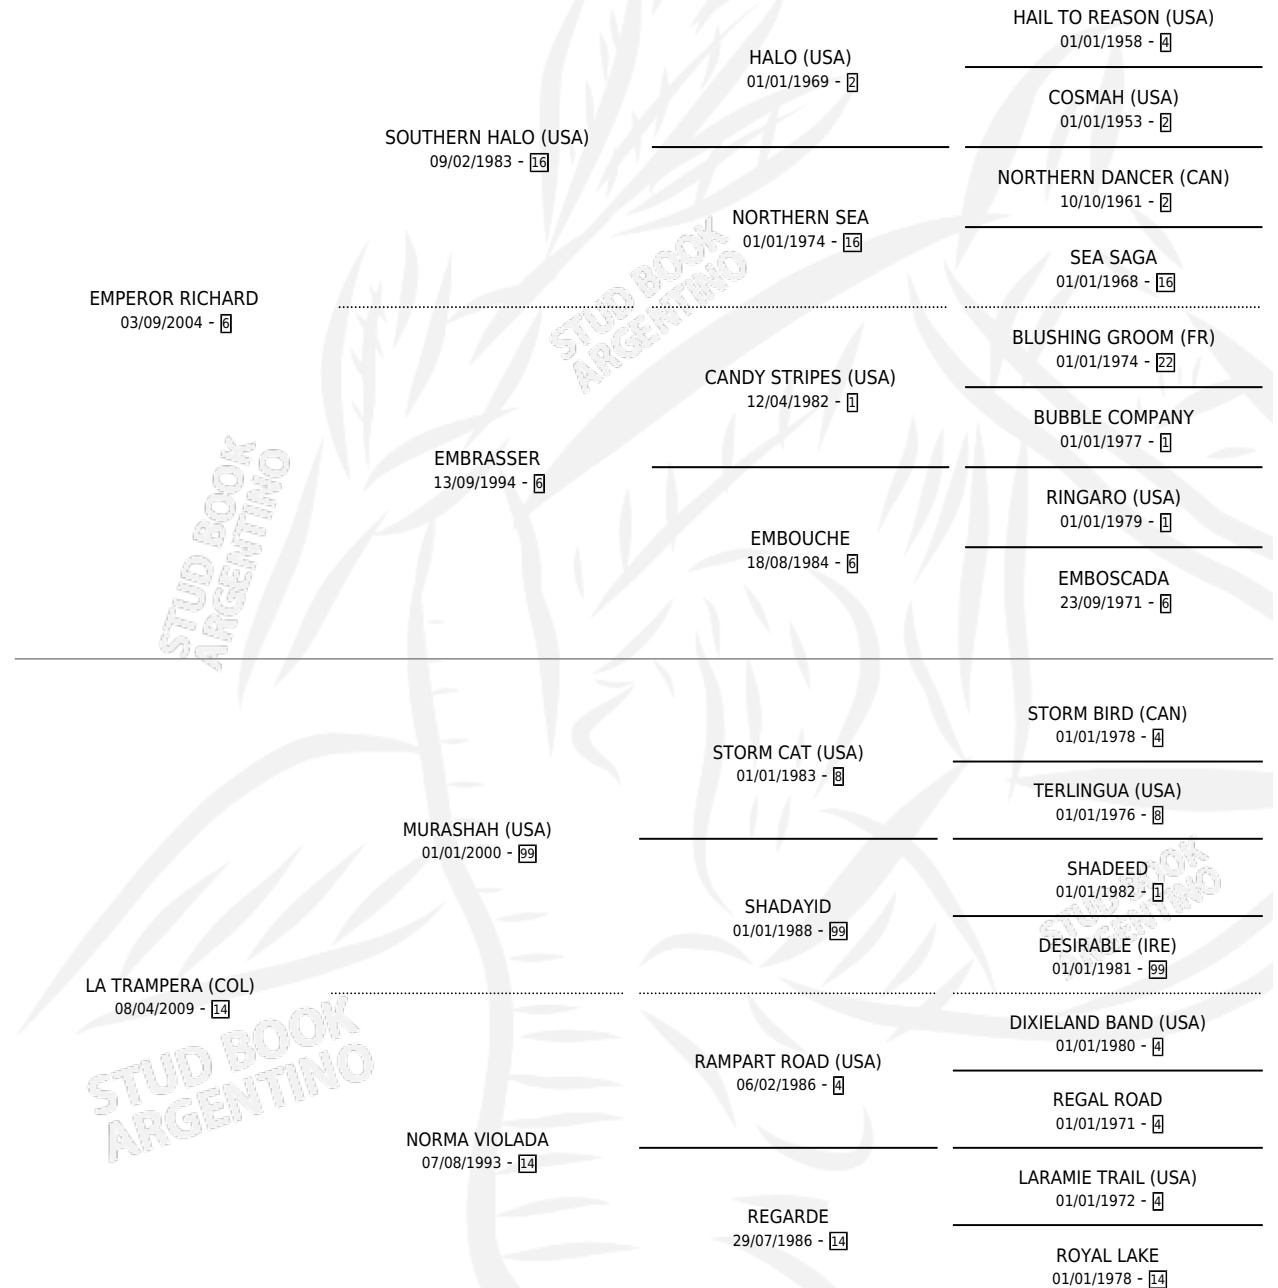 HAIL TO REASON (USA)
01/01/1958 - 4
HALO (USA)
01/01/1969 - 2
COSMAH (USA)
01/01/1953 - 2
SOUTHERN HALO (USA)
09/02/1983 - 16
NORTHERN DANCER (CAN)
10/10/1961 - 2
NORTHERN SEA
01/01/1974 - 16
SEA SAGA
01/01/1968 - 16
EMPEROR RICHARD
03/09/2004 - 6
STUD BOOK
ARGENTINO
BLUSHING GROOM (FR)
01/01/1974 - 22
CANDY STRIPES (USA)
12/04/1982 - 1
BUBBLE COMPANY
01/01/1977 - 1
EMBRASSER
13/09/1994 - 6
RINGARO (USA)
01/01/1979 - 1
EMBOUCHE
18/08/1984 - 6
EMBOSCADA
23/09/1971 - 6
STUD BOOK
ARGENTINO
STORM BIRD (CAN)
01/01/1978 - 4
STORM CAT (USA)
01/01/1983 - 8
TERLINGUA (USA)
01/01/1976 - 8
MURASHAH (USA)
01/01/2000 - 99
SHADEED
01/01/1982 - 1
SHADAYID
01/01/1988 - 99
DESIRABLE (IRE)
01/01/1981 - 99
STUD BOOK
ARGENTINO
LA TRAMPERA (COL)
08/04/2009 - 14
STUD BOOK
ARGENTINO
DIXIELAND BAND (USA)
01/01/1980 - 4
RAMPART ROAD (USA)
06/02/1986 - 4
REGAL ROAD
01/01/1971 - 4
NORMA VIOLADA
07/08/1993 - 14
LARAMIE TRAIL (USA)
01/01/1972 - 4
REGARDE
29/07/1986 - 14
ROYAL LAKE
01/01/1978 - 14